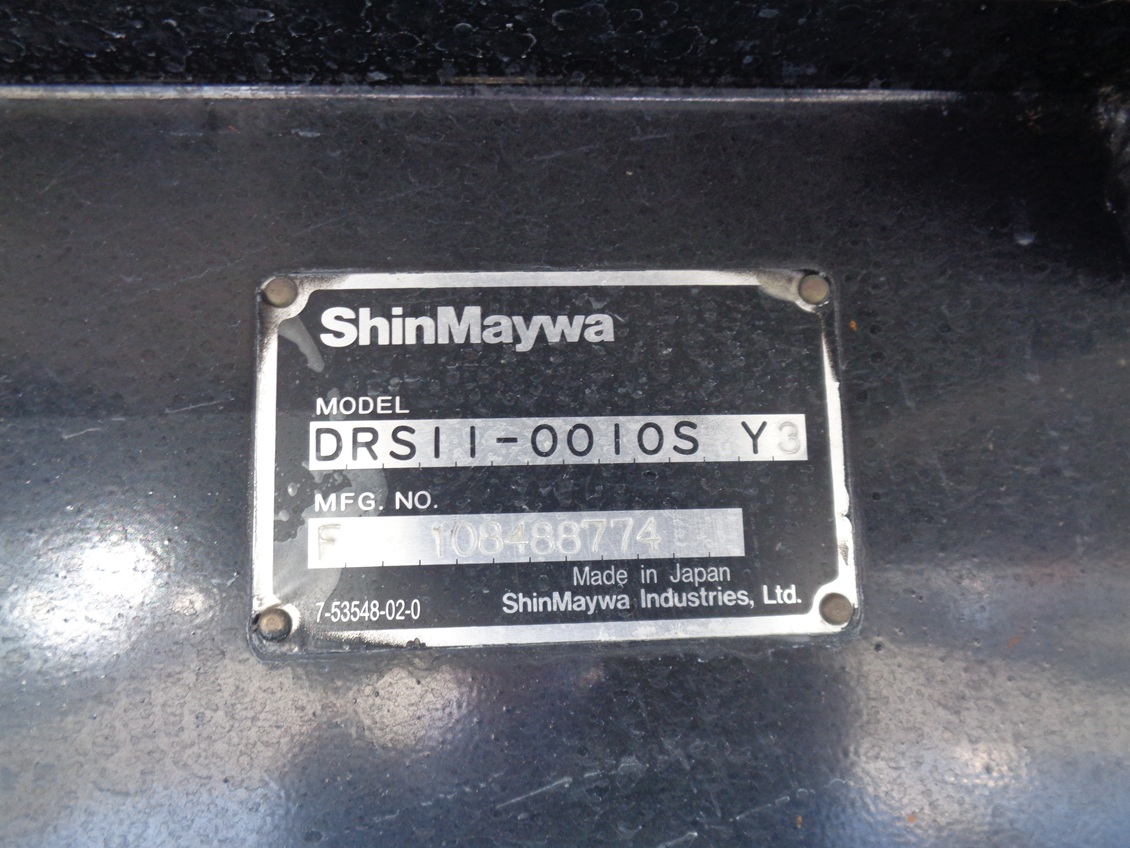 ShinMaywa
MODEL
DRS11-0010S Y3
MFG. NO.
F 108488774
Made in Japan
7-53548-02-0 ShinMaywa Industries, Ltd.